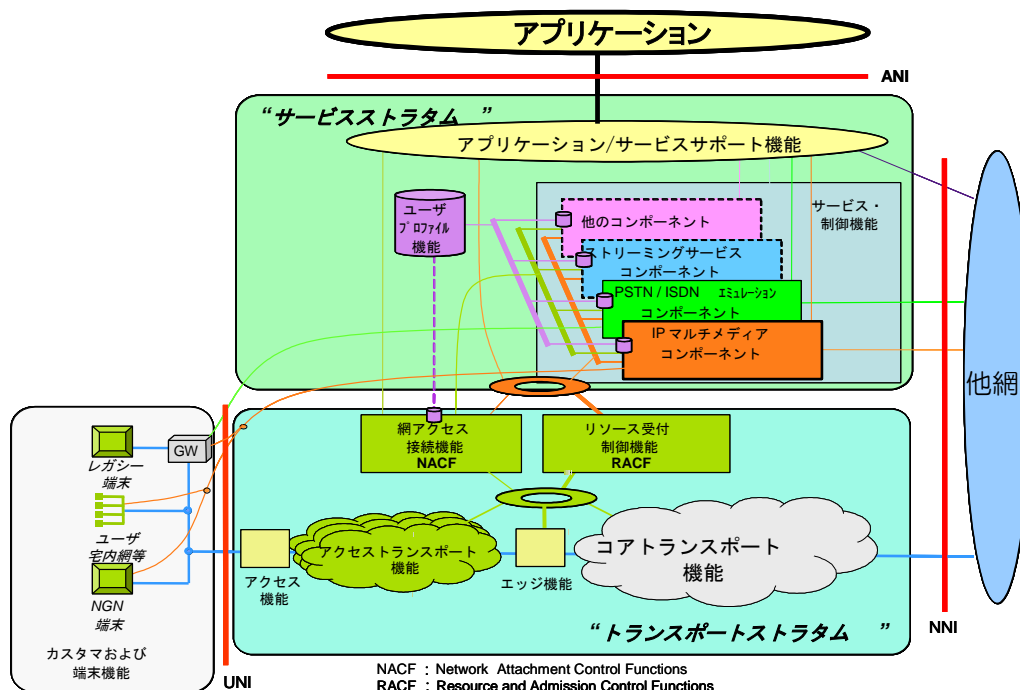 アプリケーション
ANI
“サービスストラタム ”
アプリケーション/サービスサポート機能
ユーザ
プロファイル
機能
サービス・
制御機能
他のコンポーネント
ストリーミングサービス
コンポーネント
PSTN / ISDN エミュレーション
コンポーネント
IP マルチメディア
コンポーネント
他網
網アクセス
接続機能
NACF
リソース受付
制御機能
RACF
GW
レガシー
端末
ユーザ
宅内網等
NGN
端末
カスタマおよび
端末機能
アクセス
機能
アクセストランスポート
機能
エッジ機能
コアトランスポート
機能
“トランスポートストラタム ”
UNI
NNI
NACF : Network Attachment Control Functions
RACF : Resource and Admission Control Functions